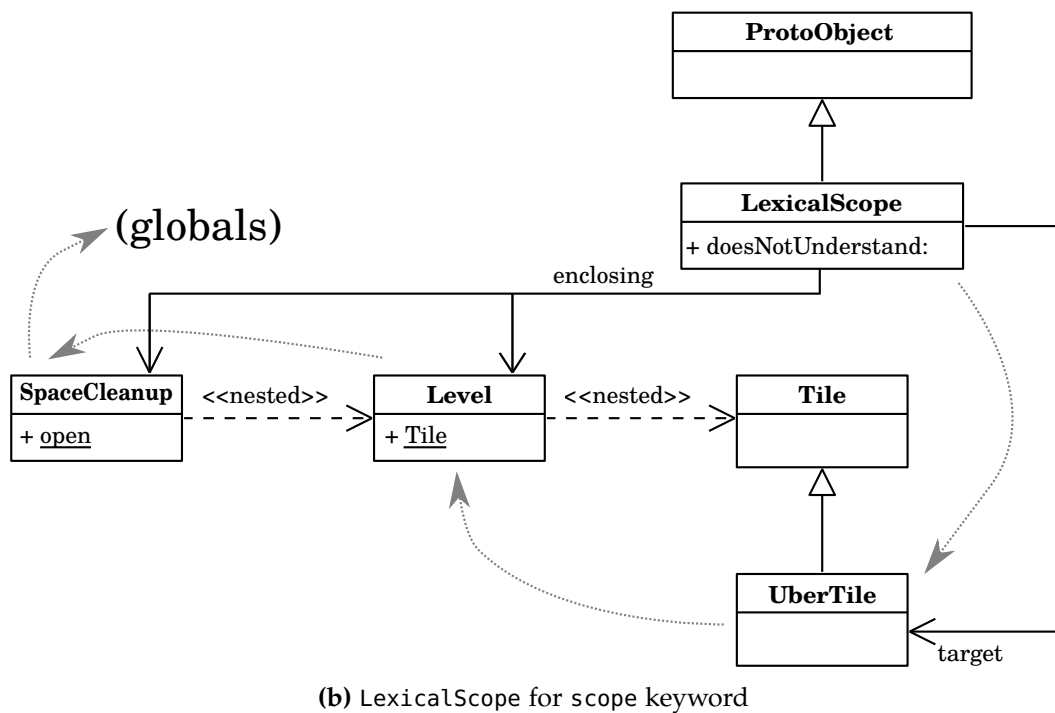 ProtoObject
LexicalScope
+ doesNotUnderstand:
(globals)
enclosing
SpaceCleanup
+ open
<<nested>>
Level
+ Tile
<<nested>>
Tile
UberTile
target
(b) LexicalScope for scope keyword